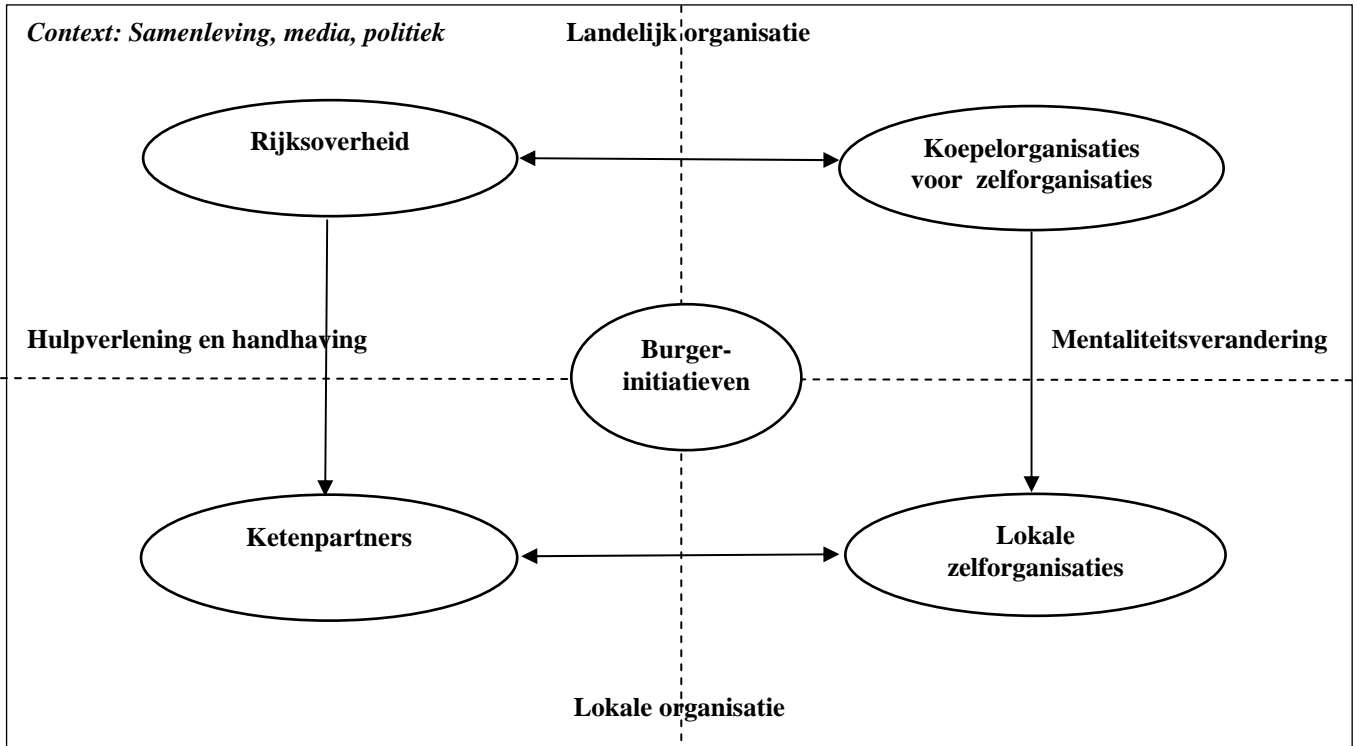 Context: Samenleving, media, politiek
Landelijk organisatie
Rijksoverheid
Koepelorganisaties
voor zelforganisaties
Hulpverlening en handhaving
Burger-
initiatieven
Mentaliteitsverandering
Ketenpartners
Lokale
zelforganisaties
Lokale organisatie